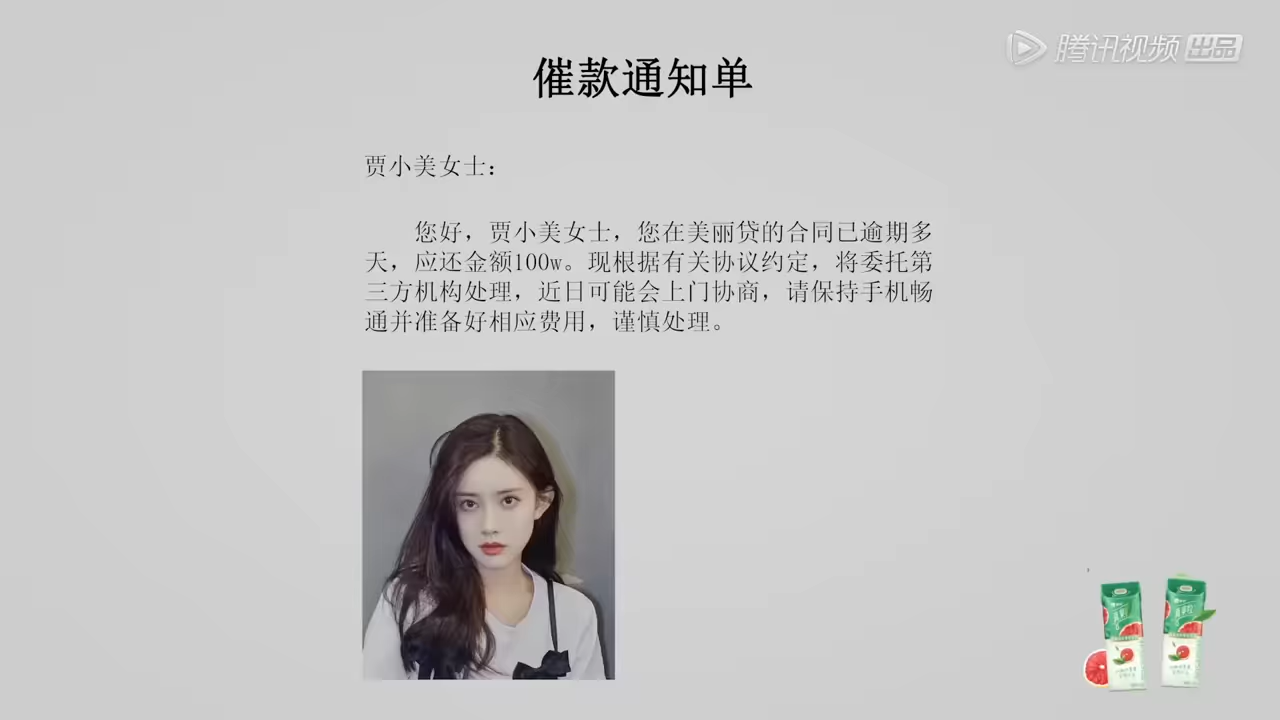 腾讯视频 出品
催款通知单
贾小美女士：
您好，贾小美女士，您在美丽贷的合同已逾期多
天，应还金额100w。现根据有关协议约定，将委托第
三方机构处理，近日可能会上门协商，请保持手机畅
通并准备好相应费用，谨慎处理。